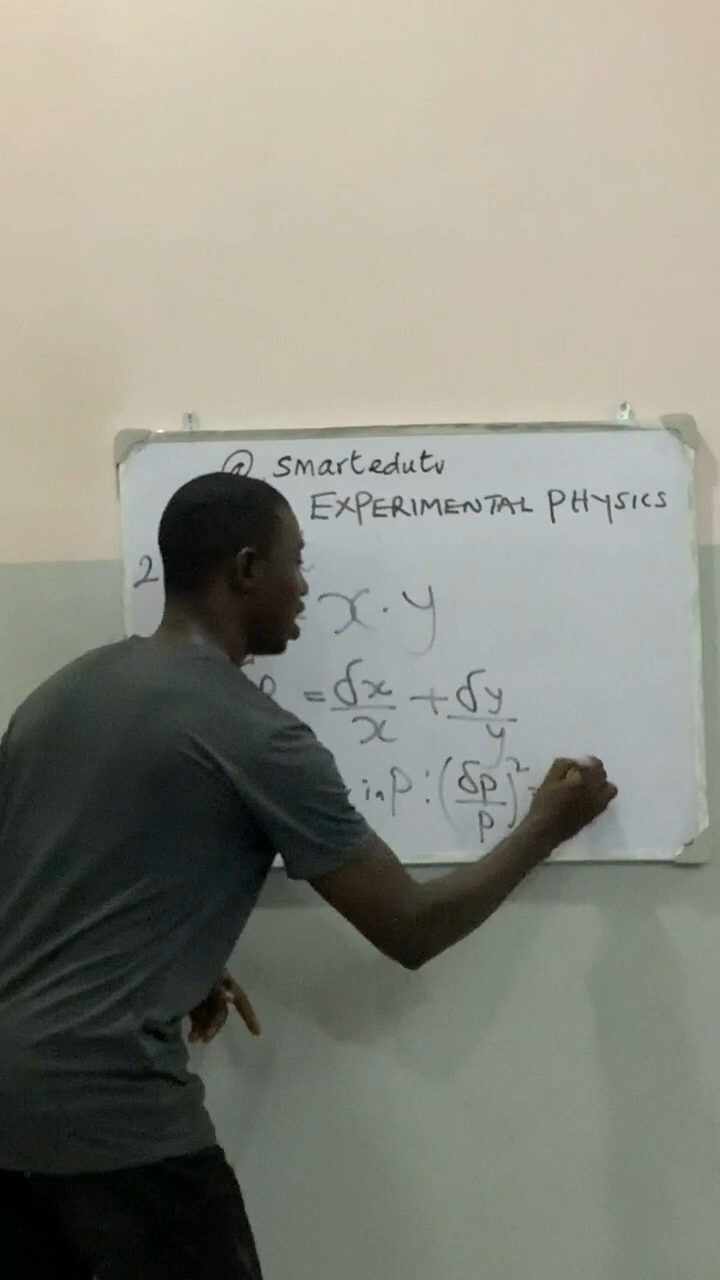 @ smartedutv
EXPERIMENTAL PHYSICS
2
x · y
= δx/x + δy/y
in P : (δp/p)²